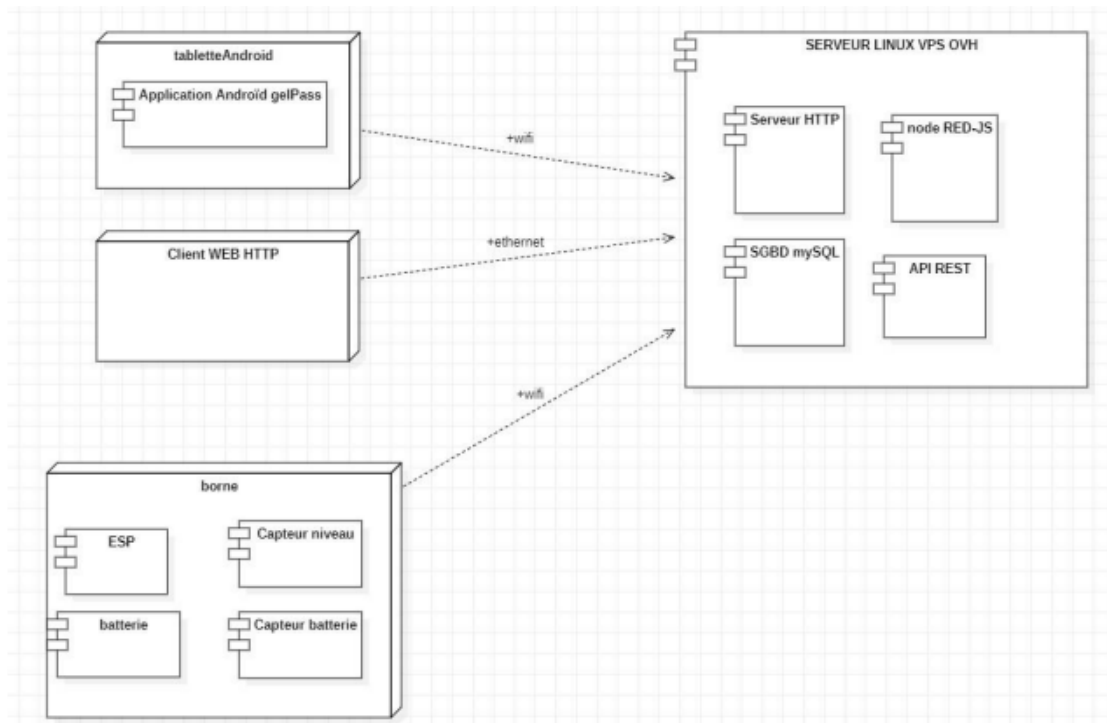 tabletteAndroid
Application Androïd gelPass
+wifi
Client WEB HTTP
+ethernet
borne
ESP
Capteur niveau
batterie
Capteur batterie
+wifi
SERVEUR LINUX VPS OVH
Serveur HTTP
node RED-JS
SGBD mySQL
API REST